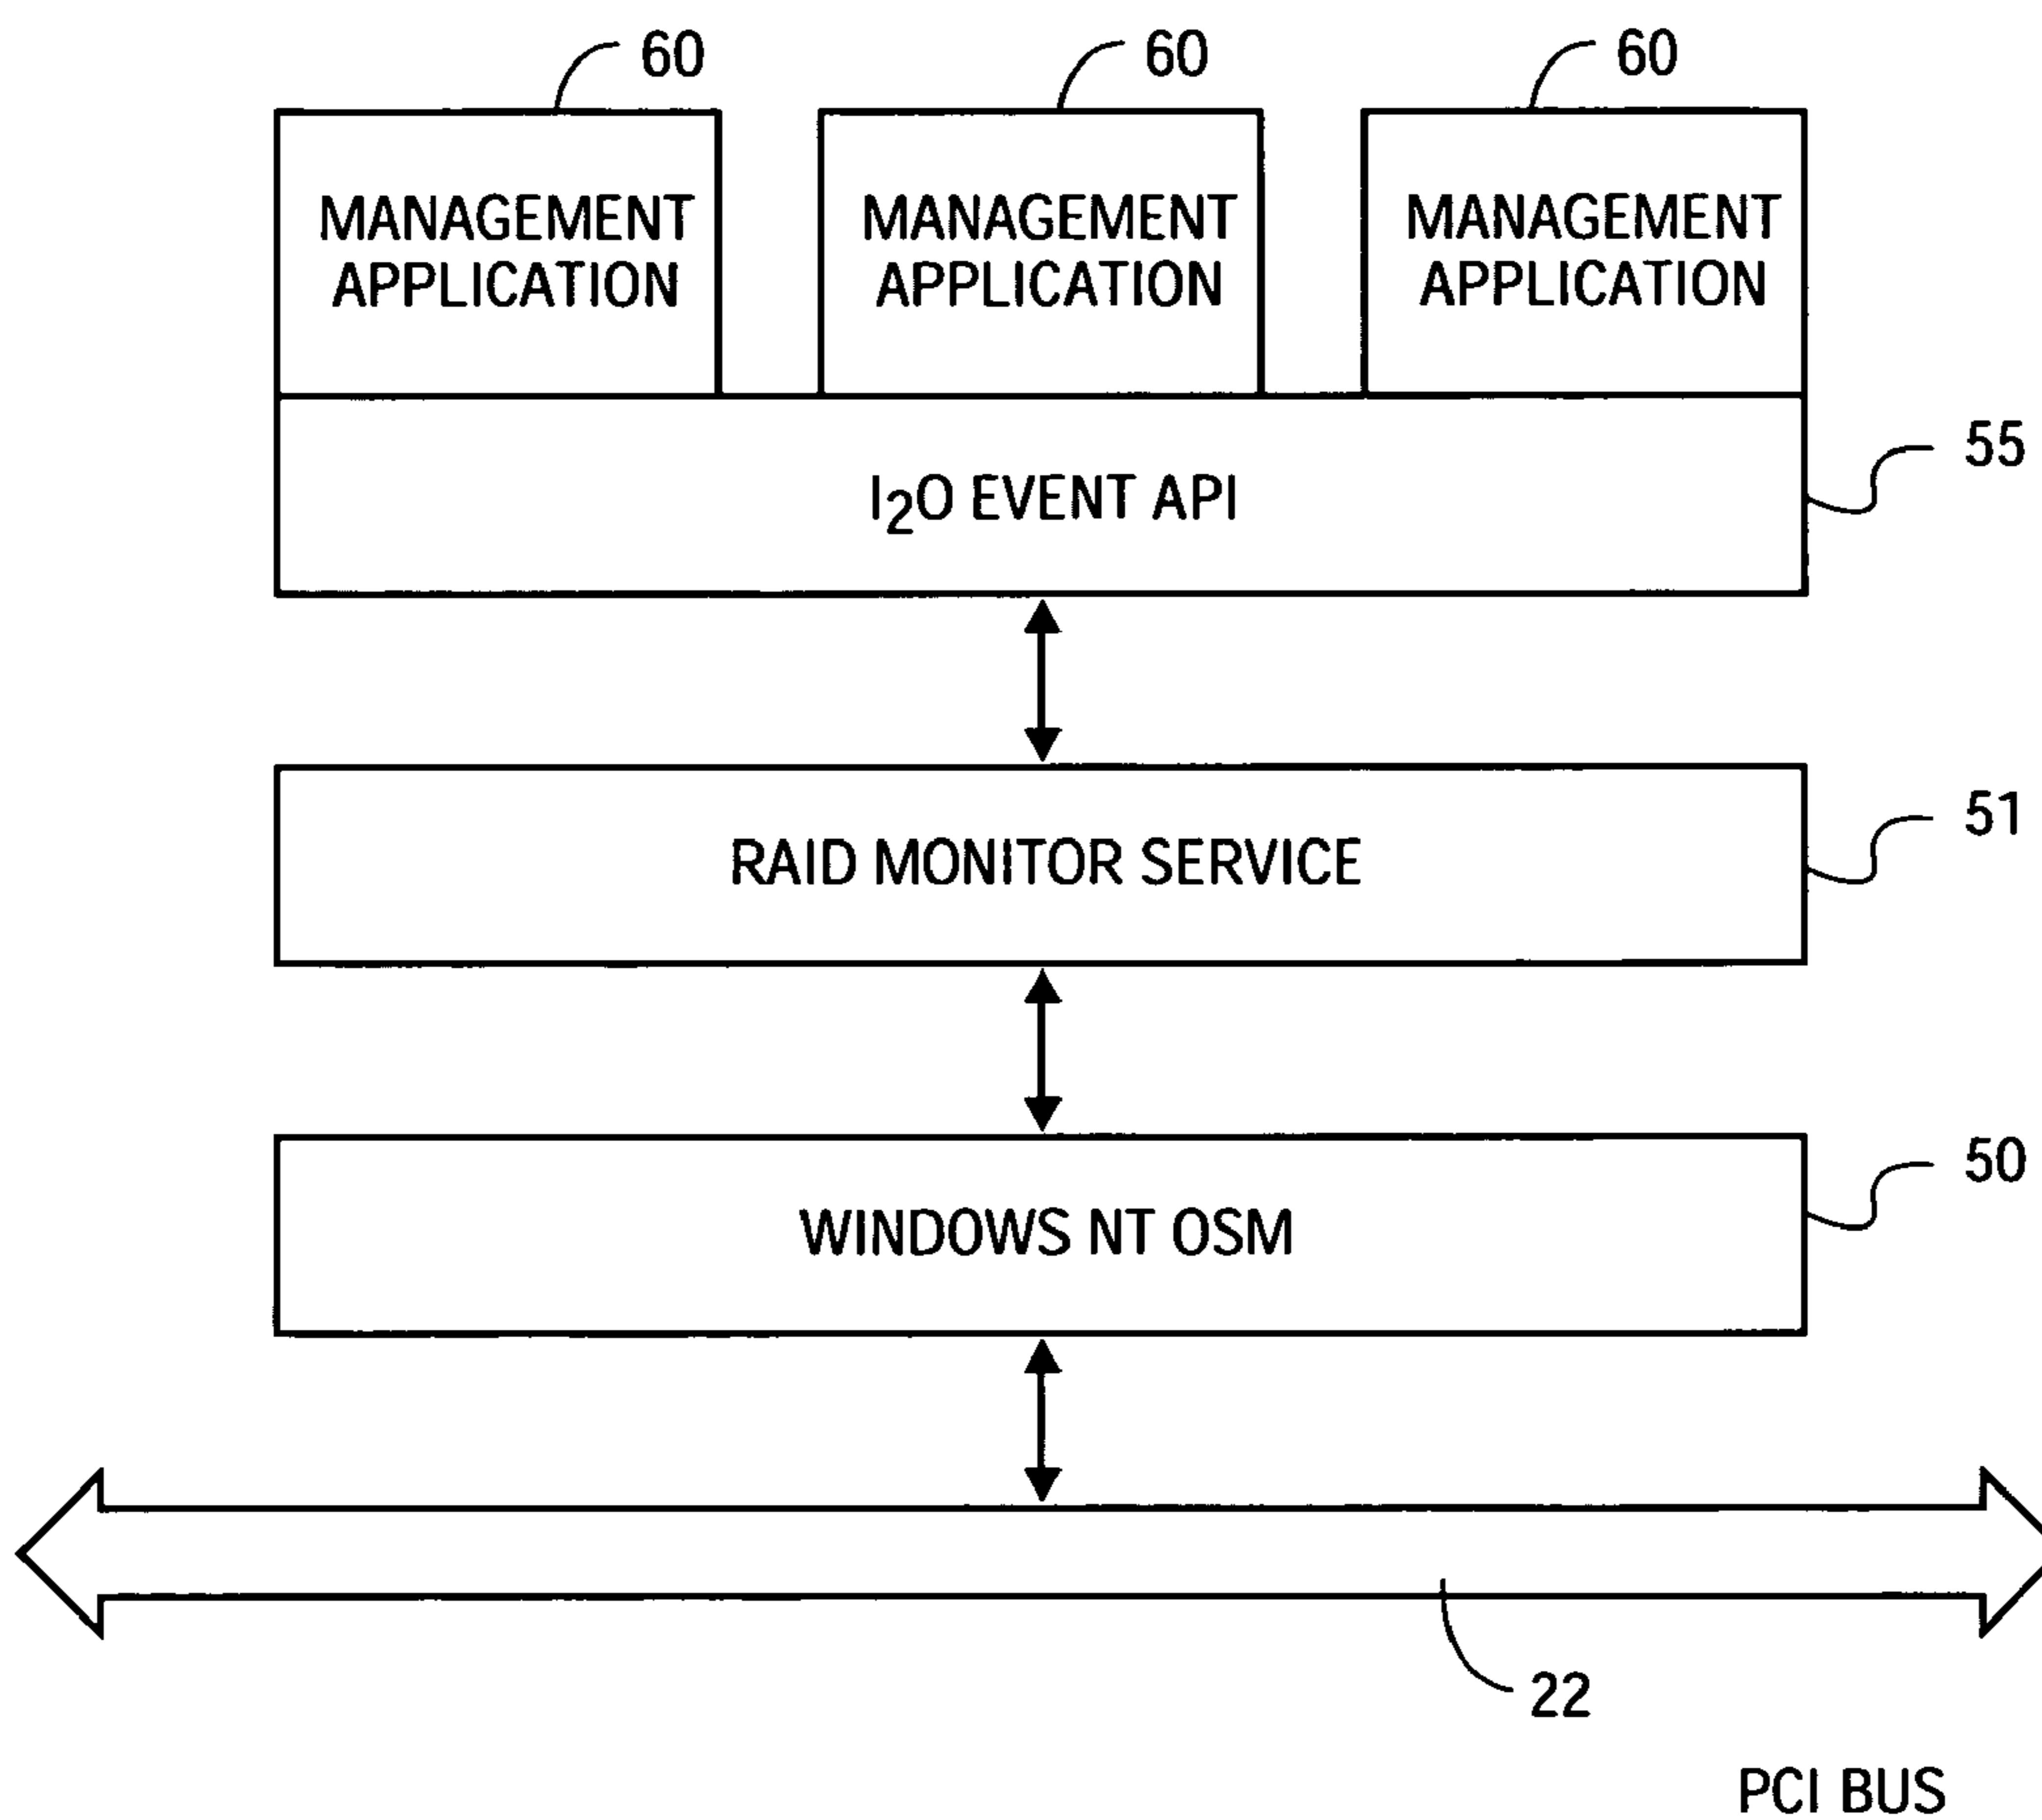 60 60 60
MANAGEMENT APPLICATION
MANAGEMENT APPLICATION
MANAGEMENT APPLICATION
55
I2O EVENT API
51
RAID MONITOR SERVICE
50
WINDOWS NT OSM
22
PCI BUS